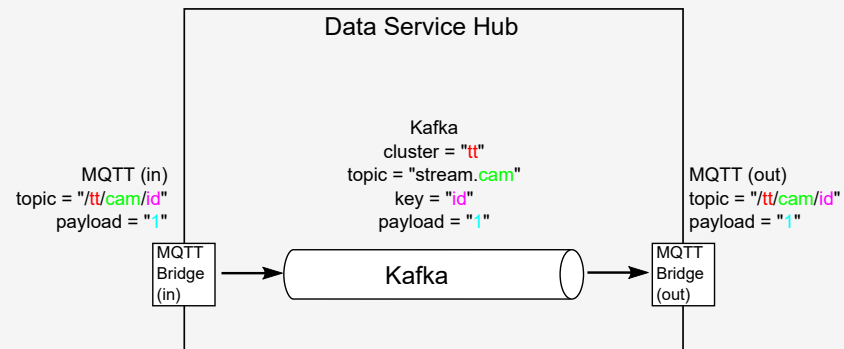 Data Service Hub
Kafka
cluster = "tt"
topic = "stream.cam"
key = "id"
payload = "1"
MQTT (in)
topic = "/tt/cam/id"
payload = "1"
MQTT (out)
topic = "/tt/cam/id"
payload = "1"
MQTT
Bridge
(in)
Kafka
MQTT
Bridge
(out)